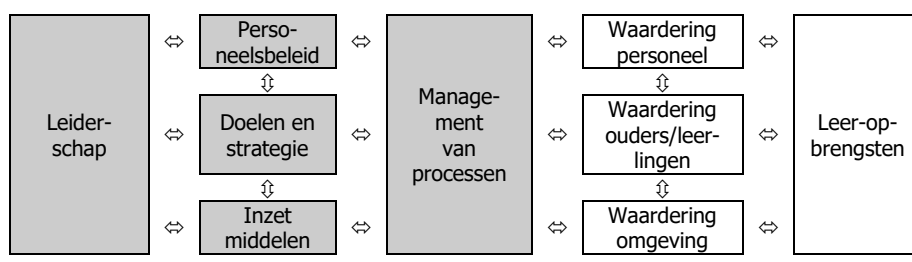 Leider-
schap
Perso-
neelsbeleid
Doelen en
strategie
Inzet
middelen
Manage-
ment
van
processen
Waardering
personeel
Waardering
ouders/leer-
lingen
Waardering
omgeving
Leer-op-
brengsten